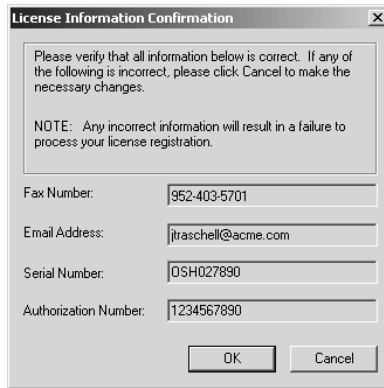 License Information Confirmation
Please verify that all information below is correct. If any of
the following is incorrect, please click Cancel to make the
necessary changes.
NOTE: Any incorrect information will result in a failure to
process your license registration.
Fax Number: 952-403-5701
Email Address: jtraschell@acme.com
Serial Number: OSH027890
Authorization Number: 1234567890
OK Cancel